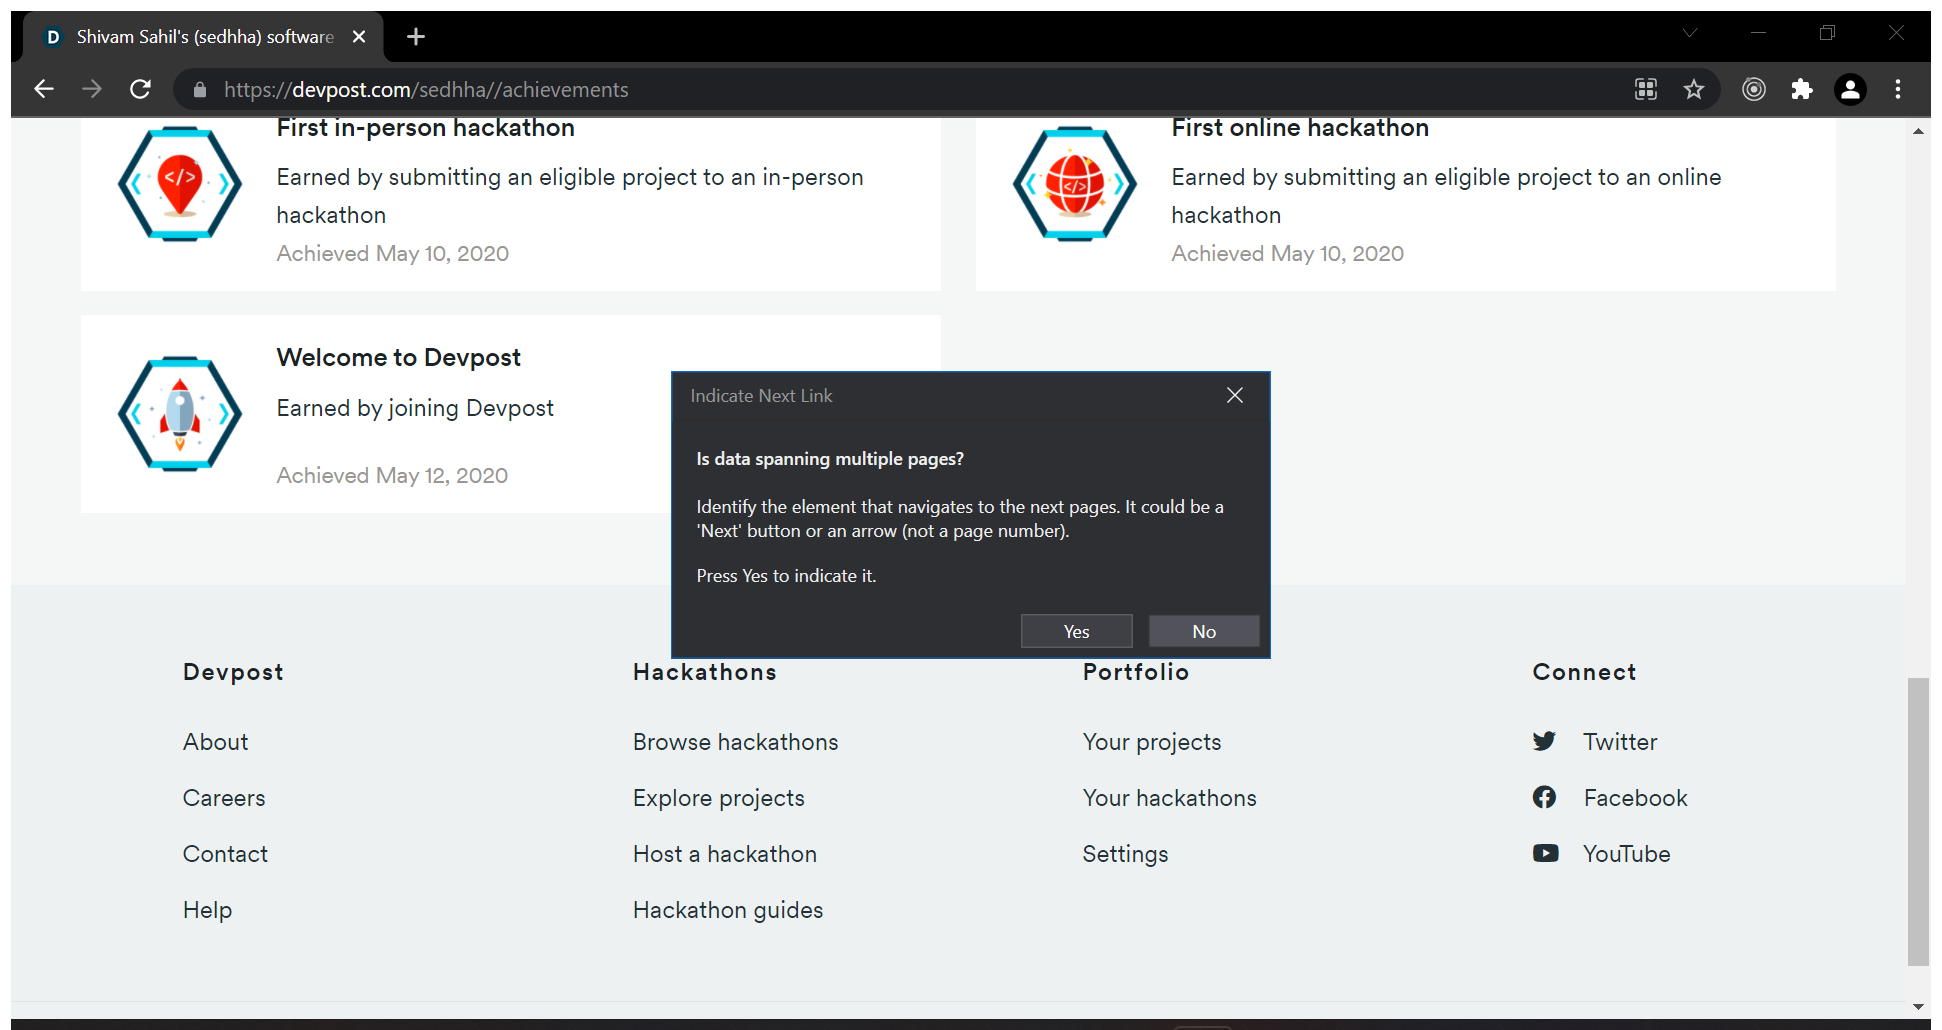 D Shivam Sahil's (sedhha) software
https://devpost.com/sedhha//achievements
First in-person hackathon
Earned by submitting an eligible project to an in-person
hackathon
Achieved May 10, 2020
First online hackathon
Earned by submitting an eligible project to an online
hackathon
Achieved May 10, 2020
Welcome to Devpost
Earned by joining Devpost
Achieved May 12, 2020
Indicate Next Link
Is data spanning multiple pages?
Identify the element that navigates to the next pages. It could be a
'Next' button or an arrow (not a page number).
Press Yes to indicate it.
Yes
No
Devpost
About
Careers
Contact
Help
Hackathons
Browse hackathons
Explore projects
Host a hackathon
Hackathon guides
Portfolio
Your projects
Your hackathons
Settings
Connect
Twitter
Facebook
YouTube